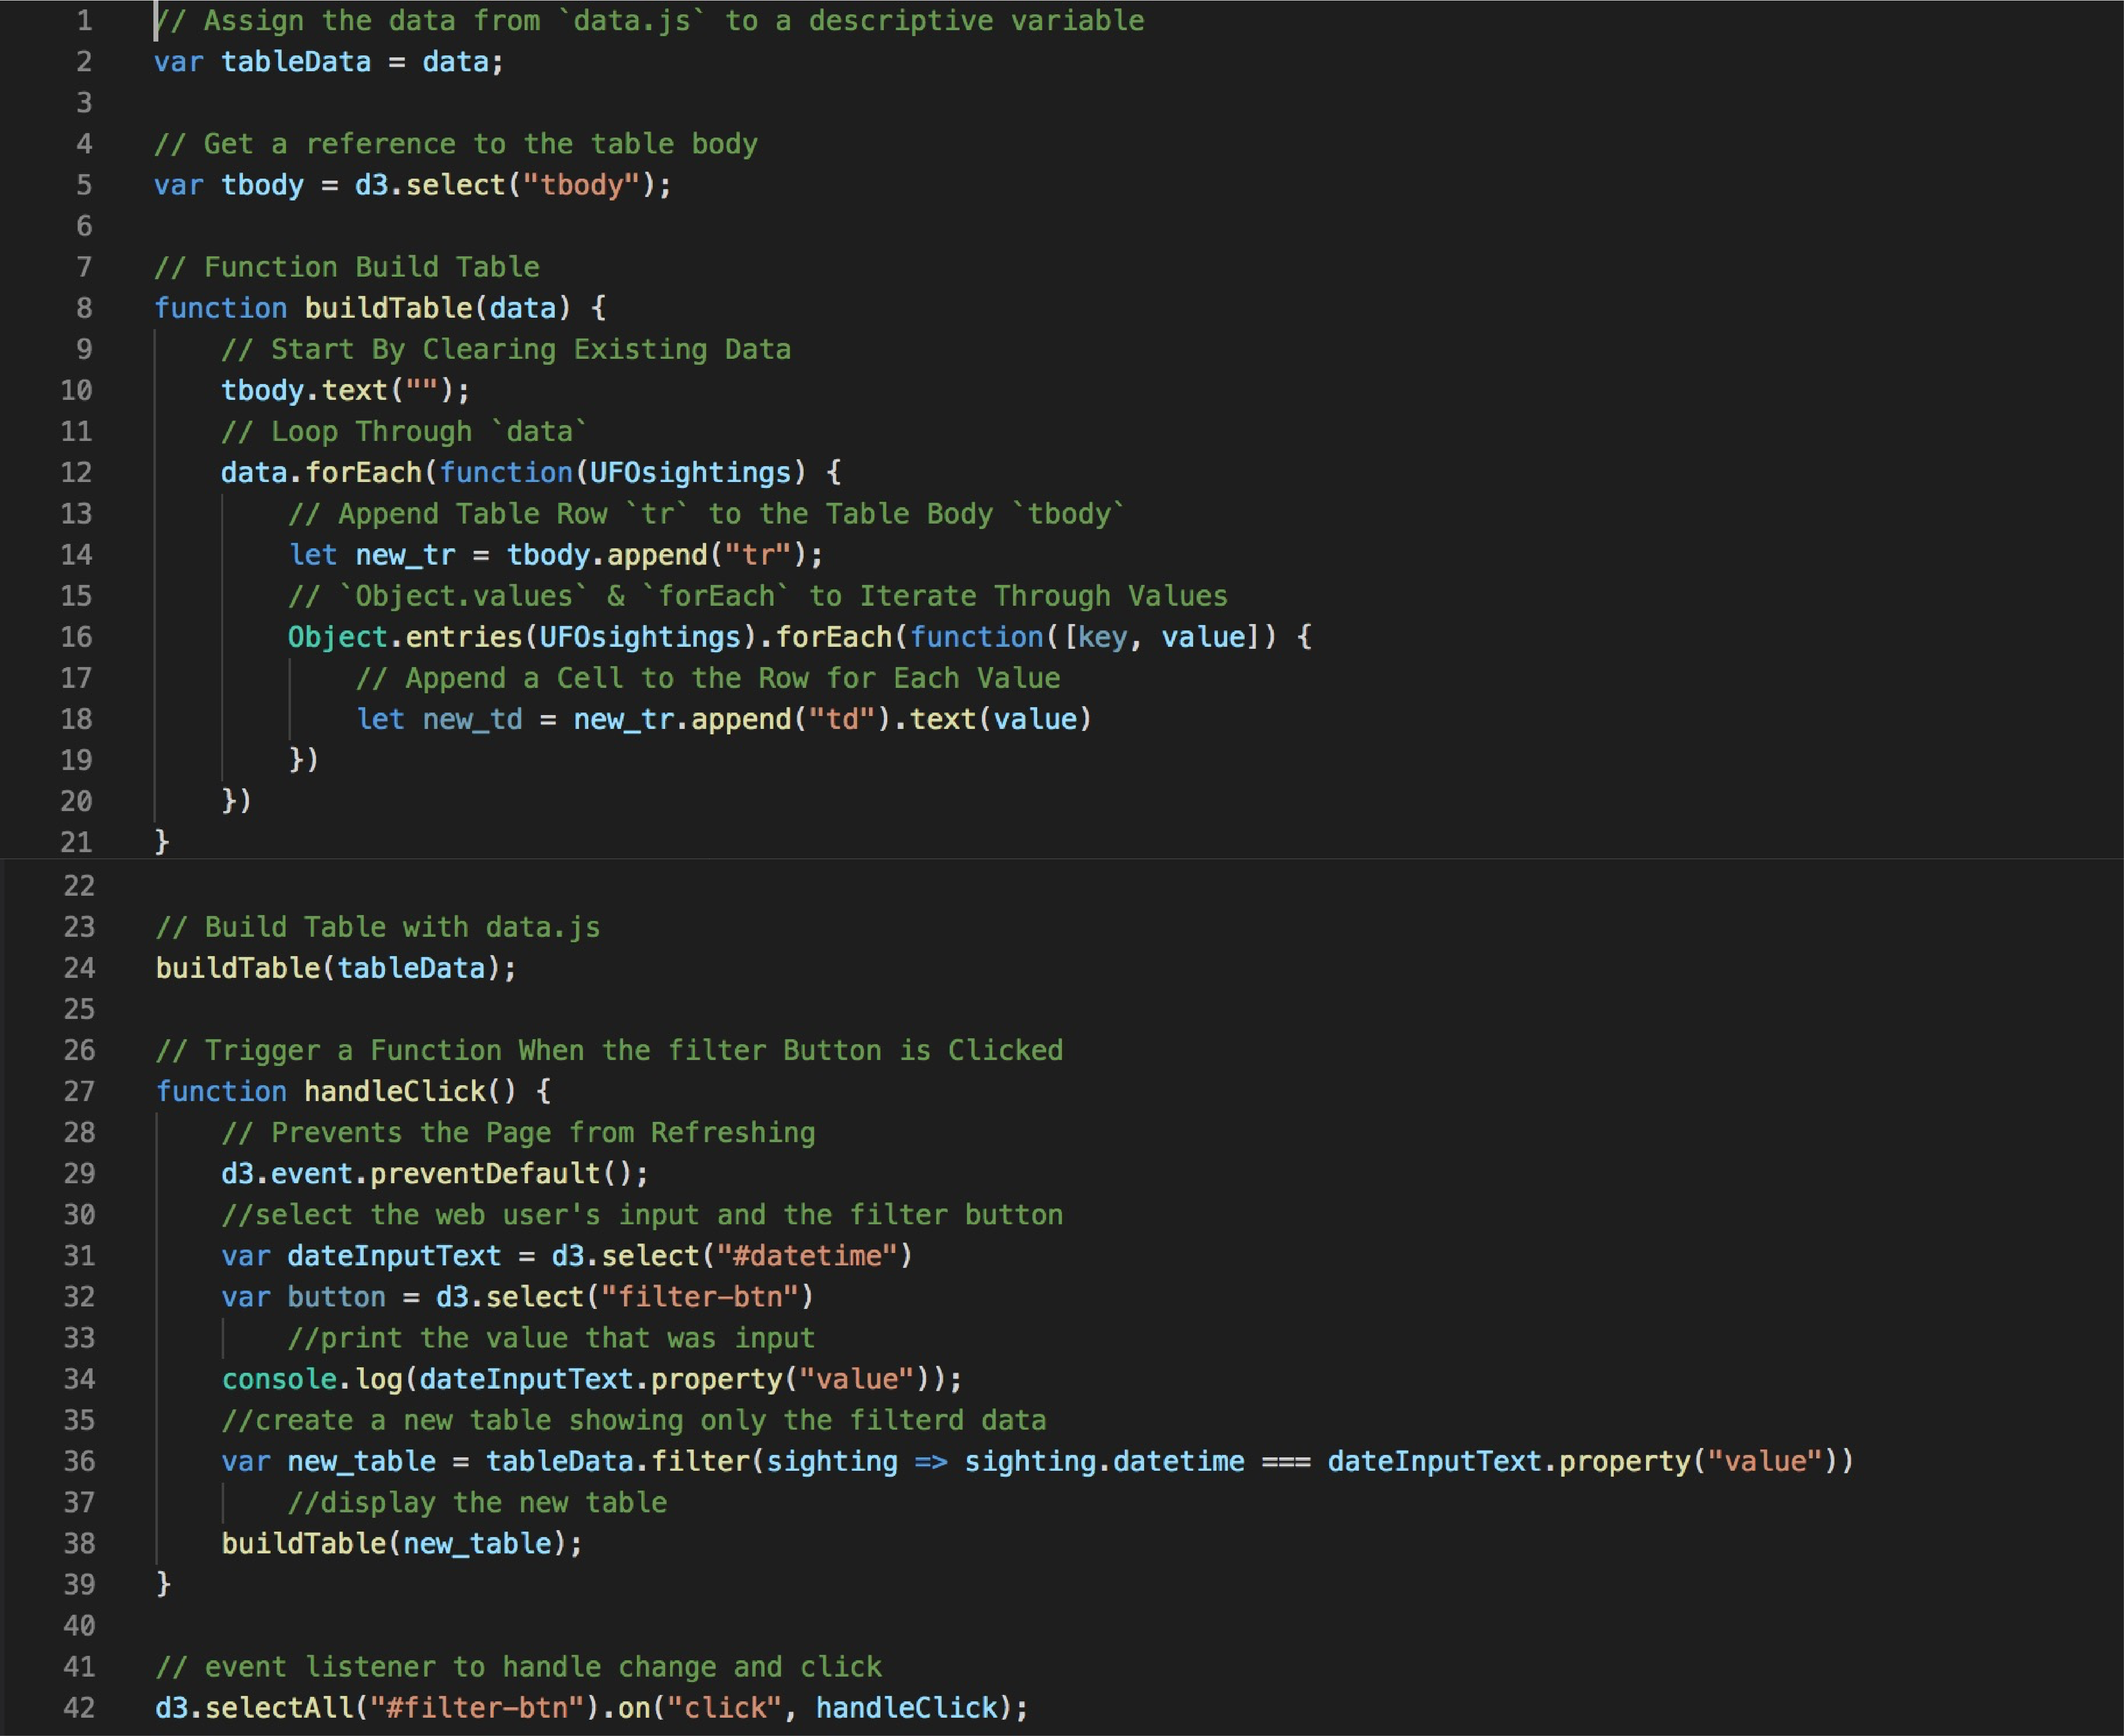 1 // Assign the data from `data.js` to a descriptive variable
2 var tableData = data;
3
4 // Get a reference to the table body
5 var tbody = d3.select("tbody");
6
7 // Function Build Table
8 function buildTable(data) {
9     // Start By Clearing Existing Data
10     tbody.text("");
11     // Loop Through `data`
12     data.forEach(function(UFOsightings) {
13         // Append Table Row `tr` to the Table Body `tbody`
14         let new_tr = tbody.append("tr");
15         // `Object.values` & `forEach` to Iterate Through Values
16         Object.entries(UFOsightings).forEach(function([key, value]) {
17             // Append a Cell to the Row for Each Value
18             let new_td = new_tr.append("td").text(value)
19         })
20     })
21 }
22
23 // Build Table with data.js
24 buildTable(tableData);
25
26 // Trigger a Function When the filter Button is Clicked
27 function handleClick() {
28     // Prevents the Page from Refreshing
29     d3.event.preventDefault();
30     //select the web user's input and the filter button
31     var dateInputText = d3.select("#datetime")
32     var button = d3.select("filter-btn")
33         //print the value that was input
34     console.log(dateInputText.property("value"));
35     //create a new table showing only the filterd data
36     var new_table = tableData.filter(sighting => sighting.datetime === dateInputText.property("value"))
37         //display the new table
38     buildTable(new_table);
39 }
40
41 // event listener to handle change and click
42 d3.selectAll("#filter-btn").on("click", handleClick);